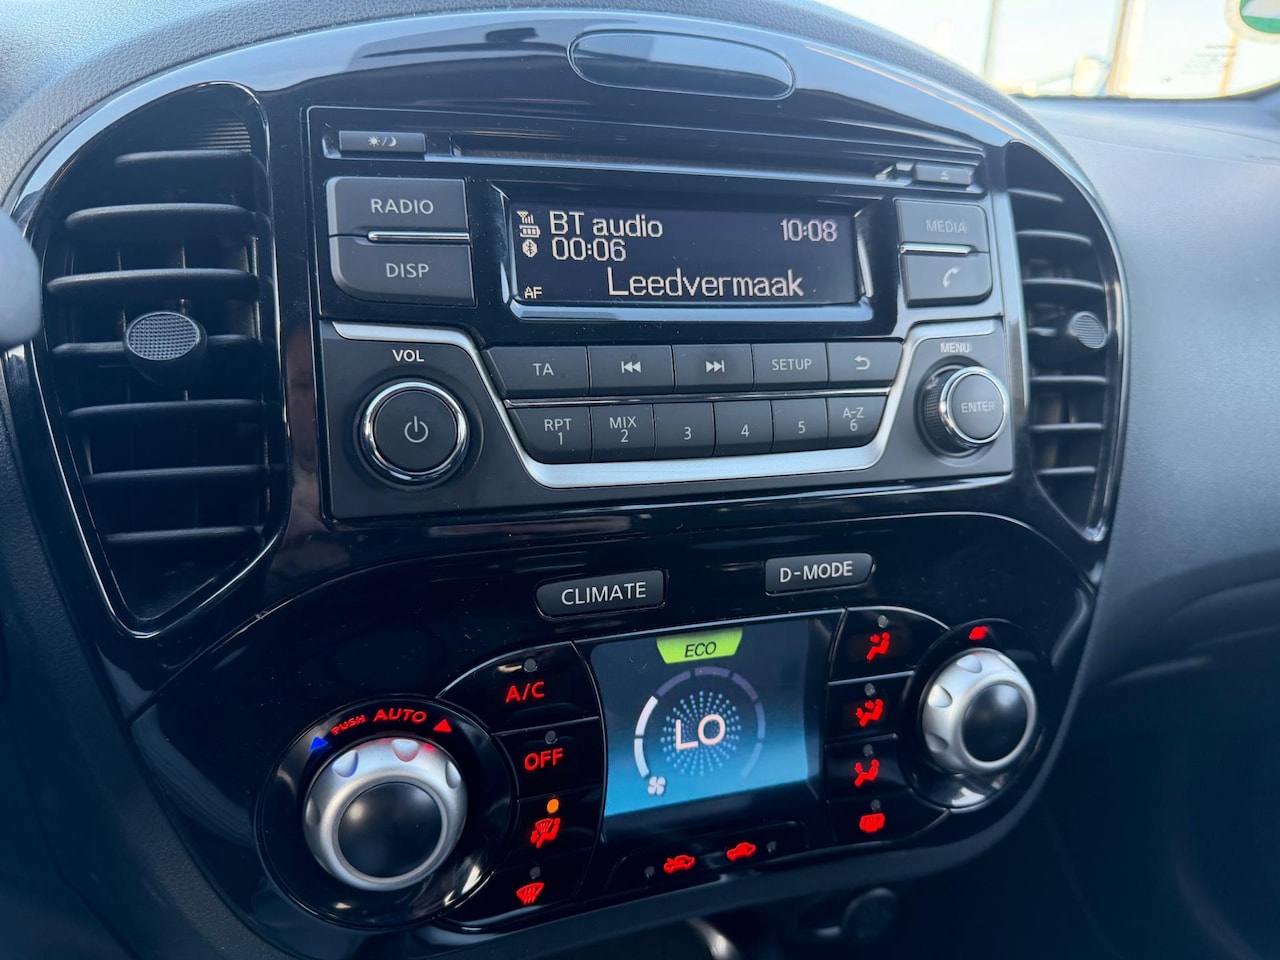 RADIO
DISP
BT audio 10:08
00:06
Leedvermaak
AF
MEDIA
VOL
TA
SETUP
MENU
ENTER
RPT
1
MIX
2
3
4
5
A-Z
6
CLIMATE
D-MODE
ECO
LO
PUSH AUTO
A/C
OFF